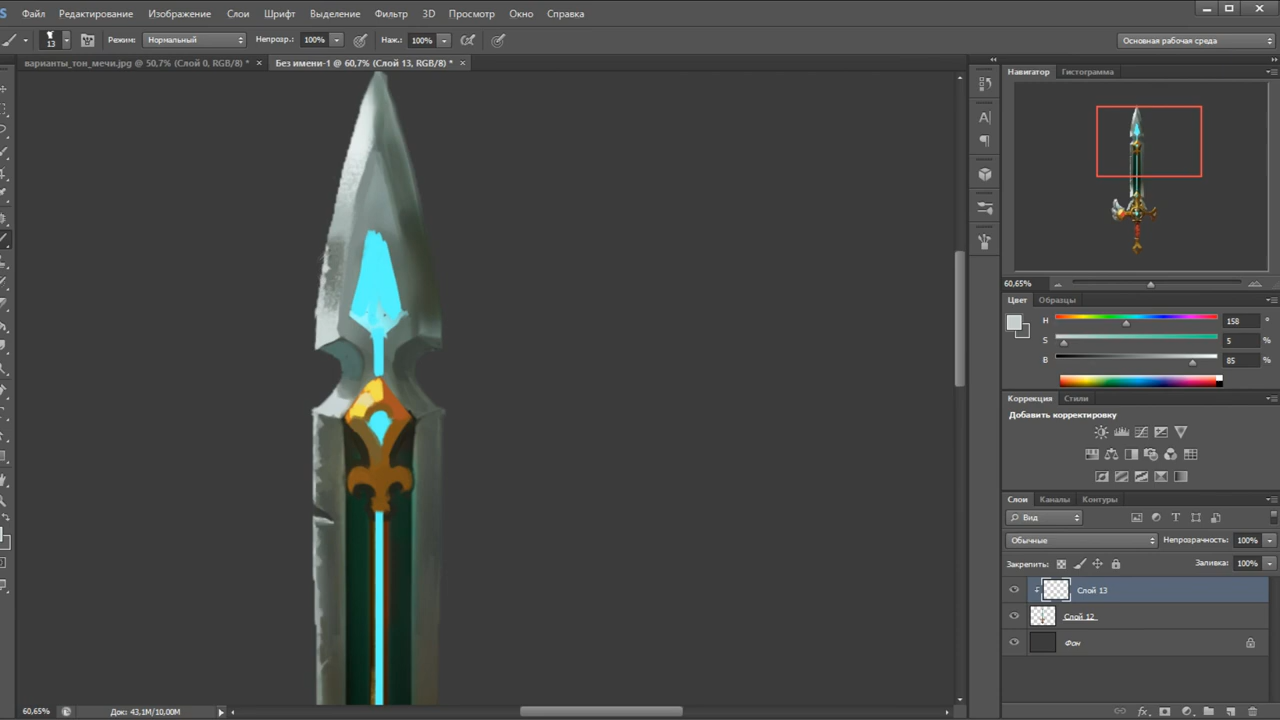 Файл Изображение Редактирование Слои Шрифт Выделение Фильтр 3D Просмотр Окно Справка
13 Режим: Нормальный Непрозр.: 100% Наж.: 100% Основная рабочая среда
варианты_тон_мечи.jpg @ 50,7% (Слой 0, RGB/8) * × Без имени-1 @ 60,7% (Слой 13, RGB/8) * ×
Навигатор Гистограмма
60,65%
Цвет Образцы
H 158 °
S 5 %
B 85 %
Коррекция Стили
Добавить корректировку
Слои Каналы Контуры
Вид
Обычные Непрозрачность: 100%
Закрепить: Заливка: 100%
Слой 13
Слой 12
Фон
60,65% Док: 43,1M/10,00M